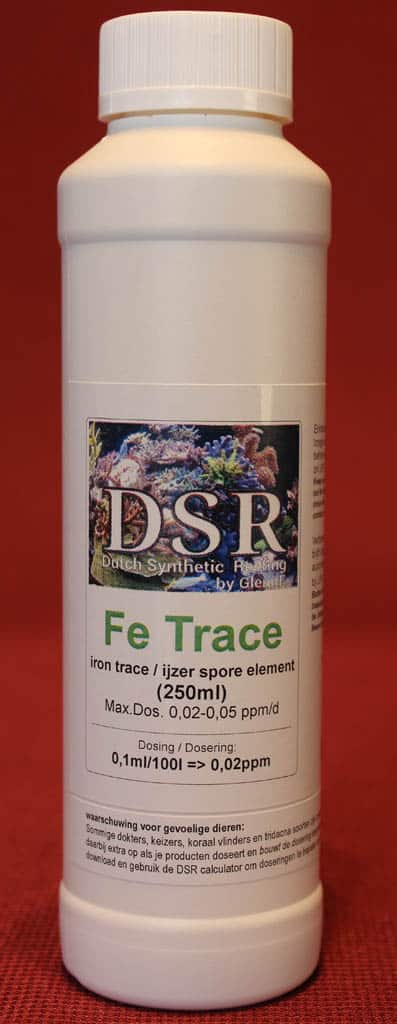 DSR
Dutch Synthetic Reefing
by Glenn F.
Fe Trace
iron trace / ijzer spore element
(250ml)
Max.Dos. 0,02-0,05 ppm/d
Dosing / Dosering:
0,1ml/100l => 0,02ppm
waarschuwing voor gevoelige dieren:
Sommige dokters, keizers, koraal vlinders en tridacna soorten
daarbij extra op als je producten doseert en bouwt de dosering
download en gebruik de DSR calculator om doseringen te